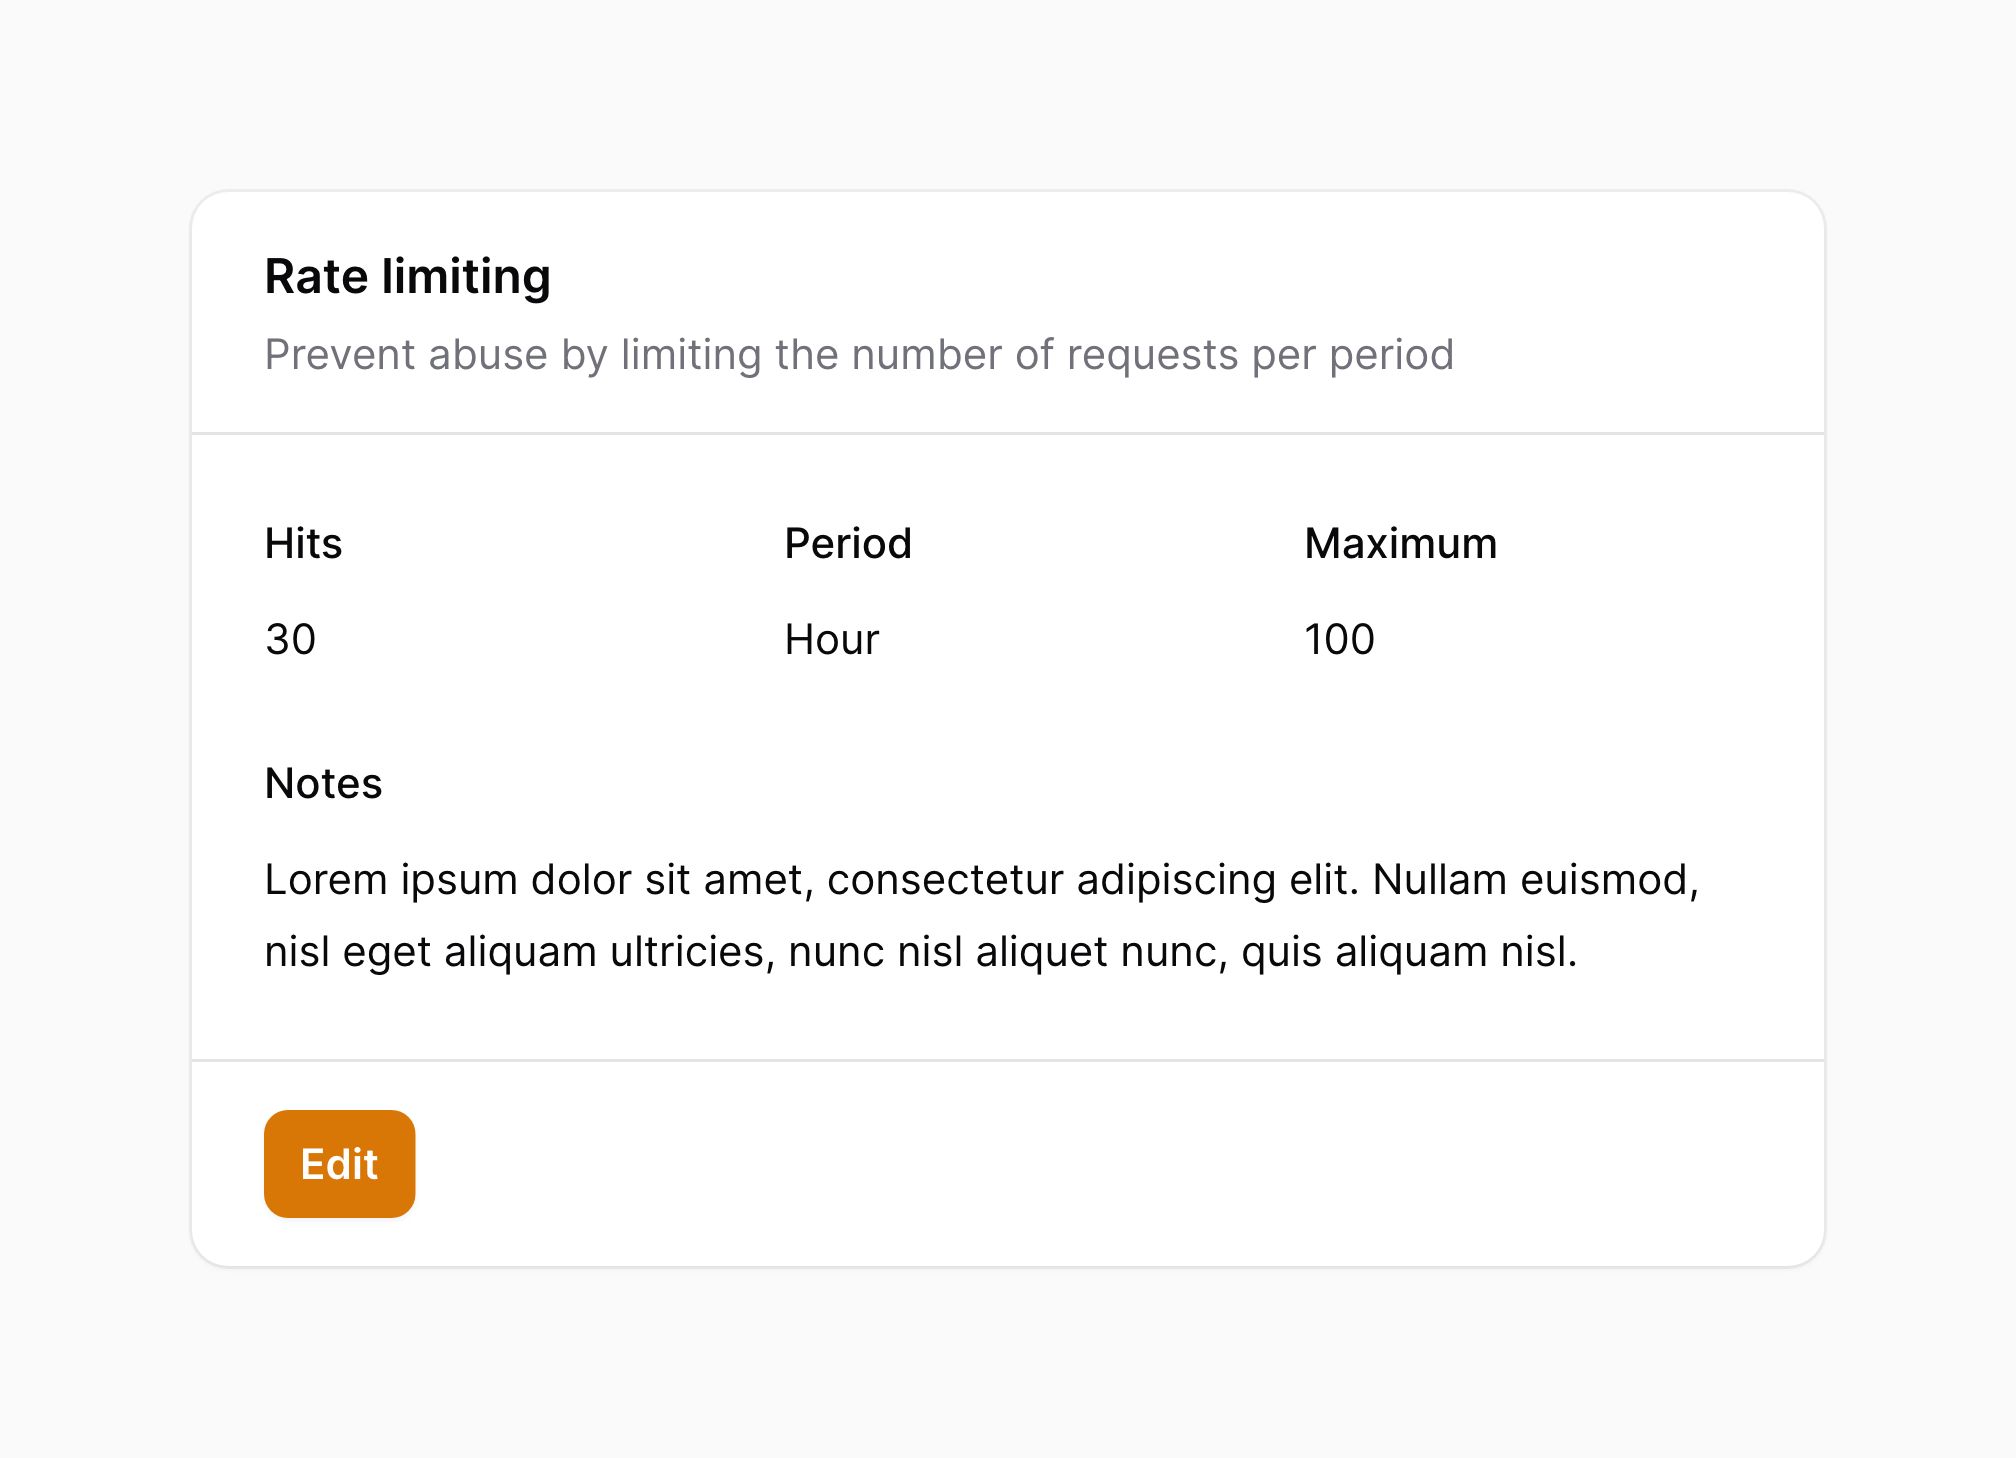 Rate limiting
Prevent abuse by limiting the number of requests per period
Hits
Period
Maximum
30
Hour
100
Notes
Lorem ipsum dolor sit amet, consectetur adipiscing elit. Nullam euismod,
nisl eget aliquam ultricies, nunc nisl aliquet nunc, quis aliquam nisl.
Edit